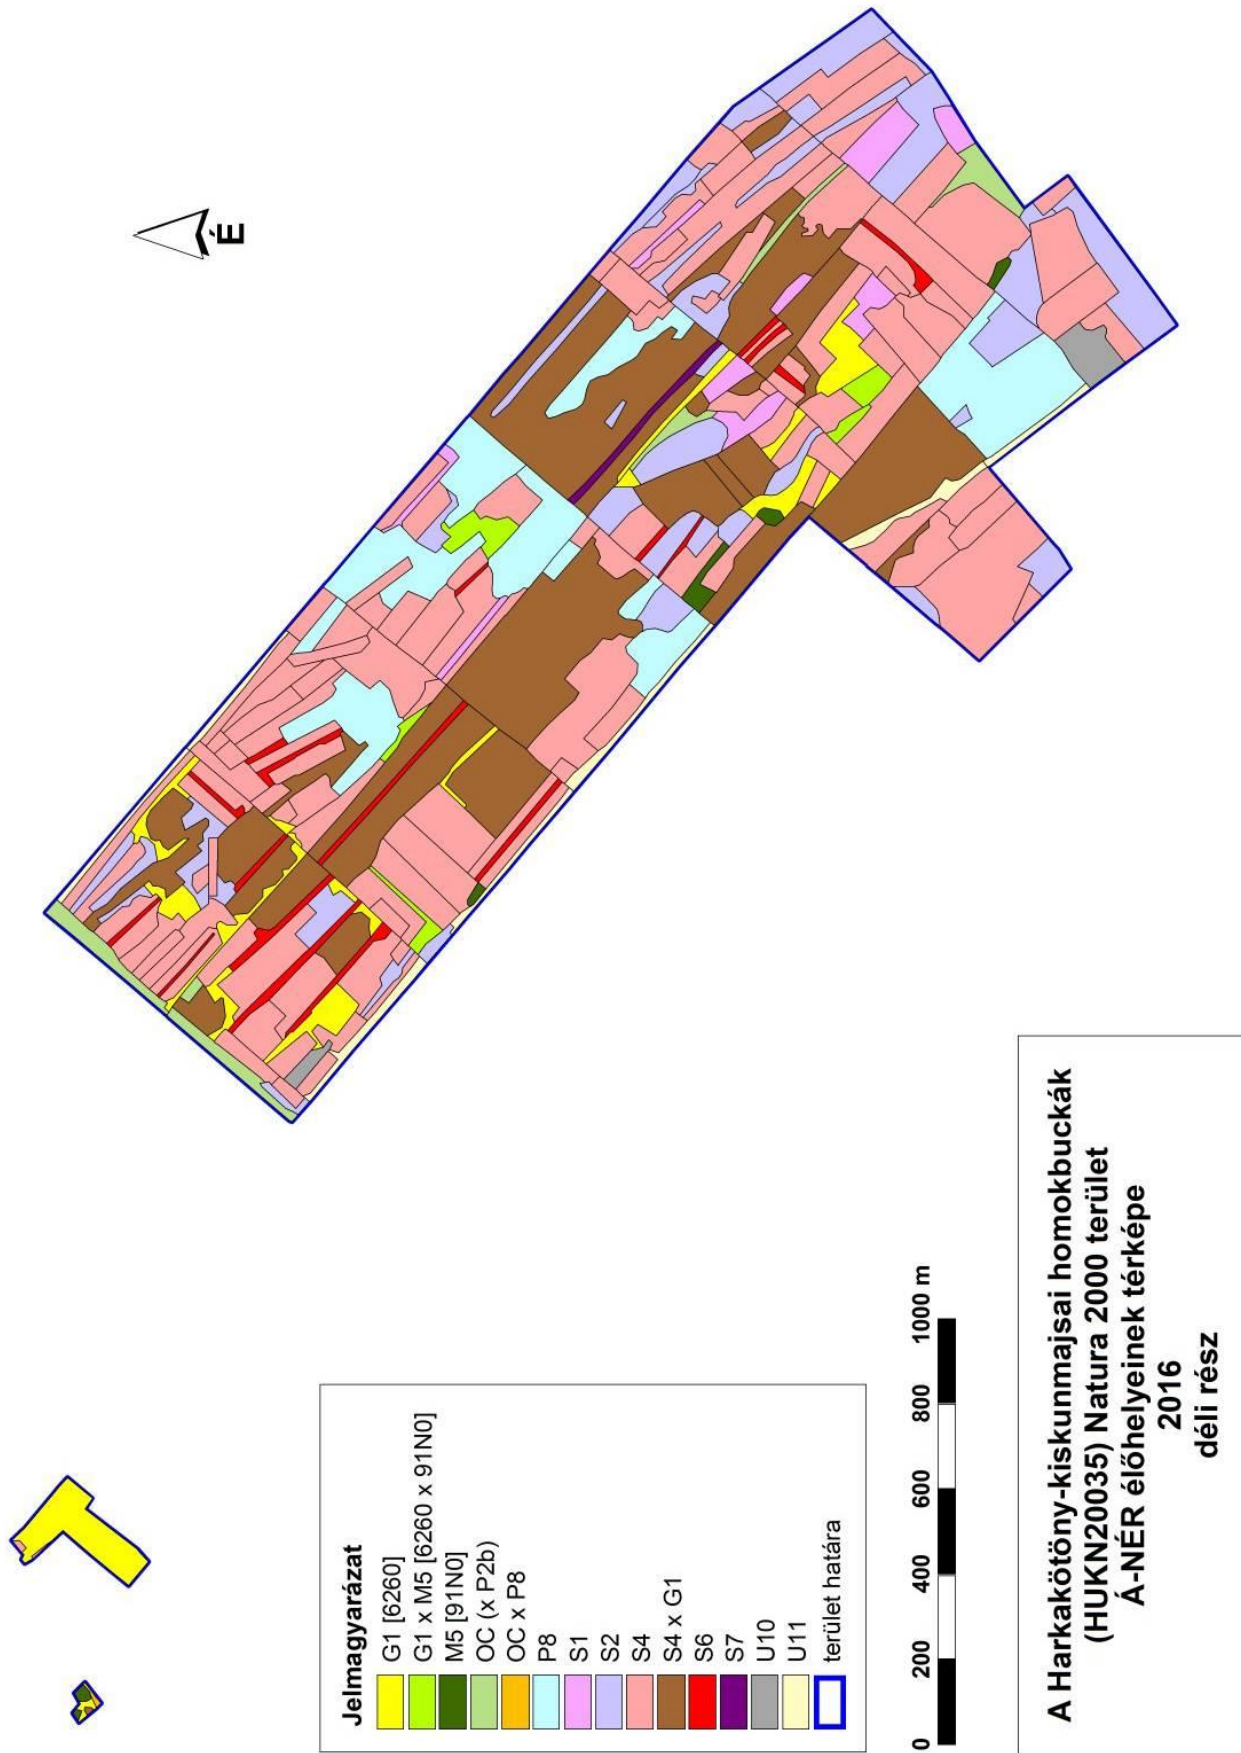 É
Jelmagyarázat
G1 [6260]
G1 x M5 [6260 x 91N0]
M5 [91N0]
OC (x P2b)
OC x P8
P8
S1
S2
S4
S4 x G1
S6
S7
U10
U11
terület határa
0 200 400 600 800 1000 m
A Harkakötöny-kiskunmajsai homokbuckák
(HUKN20035) Natura 2000 terület
Á-NÉR élőhelyeinek térképe
2016
déli rész